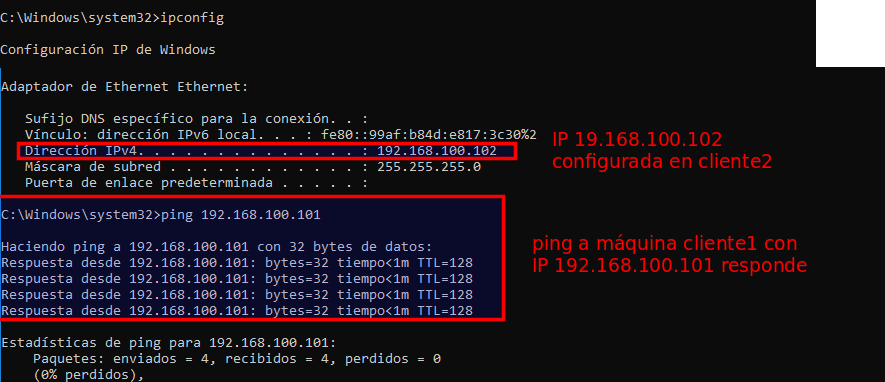 C:\Windows\system32>ipconfig
Configuración IP de Windows
Adaptador de Ethernet Ethernet:
Sufijo DNS específico para la conexión. . :
Vínculo: dirección IPv6 local. . . : fe80::99af:b84d:e817:3c30%2
Dirección IPv4. . . . . . . . . . . . . . : 192.168.100.102
Máscara de subred . . . . . . . . . . . . : 255.255.255.0
Puerta de enlace predeterminada . . . . . :
IP 19.168.100.102
configurada en cliente2
C:\Windows\system32>ping 192.168.100.101
Haciendo ping a 192.168.100.101 con 32 bytes de datos:
Respuesta desde 192.168.100.101: bytes=32 tiempo<1m TTL=128
Respuesta desde 192.168.100.101: bytes=32 tiempo<1m TTL=128
Respuesta desde 192.168.100.101: bytes=32 tiempo<1m TTL=128
Respuesta desde 192.168.100.101: bytes=32 tiempo<1m TTL=128
ping a máquina cliente1 con
IP 192.168.100.101 responde
Estadísticas de ping para 192.168.100.101:
Paquetes: enviados = 4, recibidos = 4, perdidos = 0
(0% perdidos),